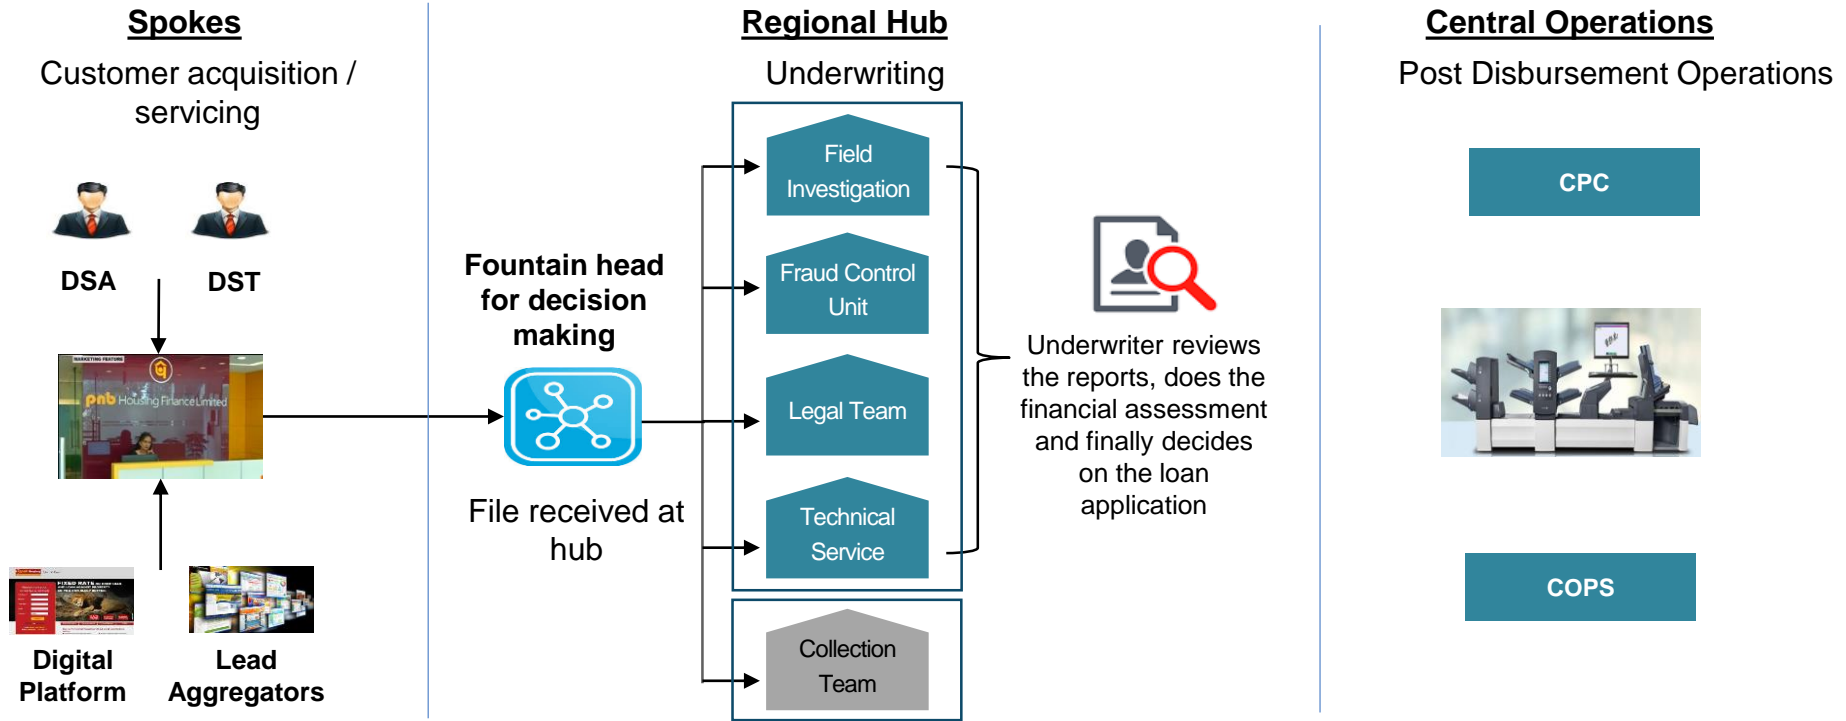 Spokes
Customer acquisition /
servicing
DSA
DST
MARKETING FEATURE
pnb Housing Finance Limited
Digital
Platform
Lead
Aggregators
Regional Hub
Underwriting
Fountain head
for decision
making
File received at
hub
Field
Investigation
Fraud Control
Unit
Legal Team
Technical
Service
Collection
Team
Underwriter reviews
the reports, does the
financial assessment
and finally decides
on the loan
application
Central Operations
Post Disbursement Operations
CPC
COPS